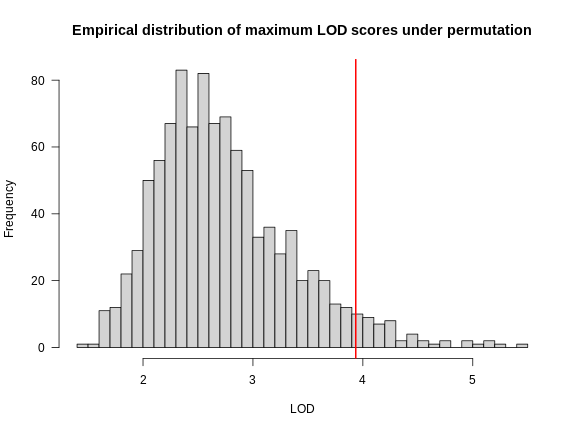 Empirical distribution of maximum LOD scores under permutation
Frequency
80
60
40
20
0
2 3 4 5
LOD